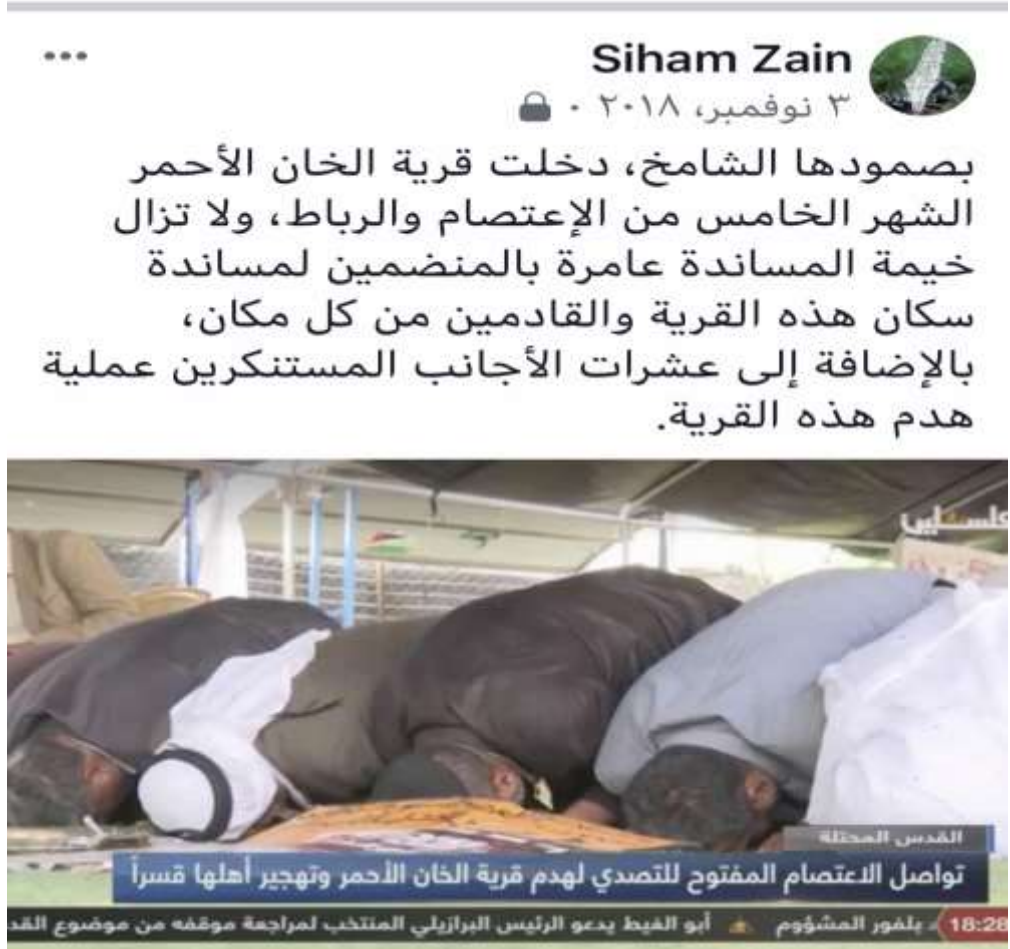 Siham Zain
٣ نوفمبر، ٢٠١٨ ·
بصمودها الشامخ، دخلت قرية الخان الأحمر
الشهر الخامس من الإعتصام والرباط، ولا تزال
خيمة المساندة عامرة بالمنضمين لمساندة
سكان هذه القرية والقادمين من كل مكان،
بالإضافة إلى عشرات الأجانب المستنكرين عملية
هدم هذه القرية.
فلسطين
القدس المحتلة
تواصل الاعتصام المفتوح للتصدي لهدم قرية الخان الأحمر وتهجير أهلها قسراً
18:28 بلفور المشؤوم أبو الغيط يدعو الرئيس البرازيلي المنتخب لمراجعة موقفه من موضوع القد